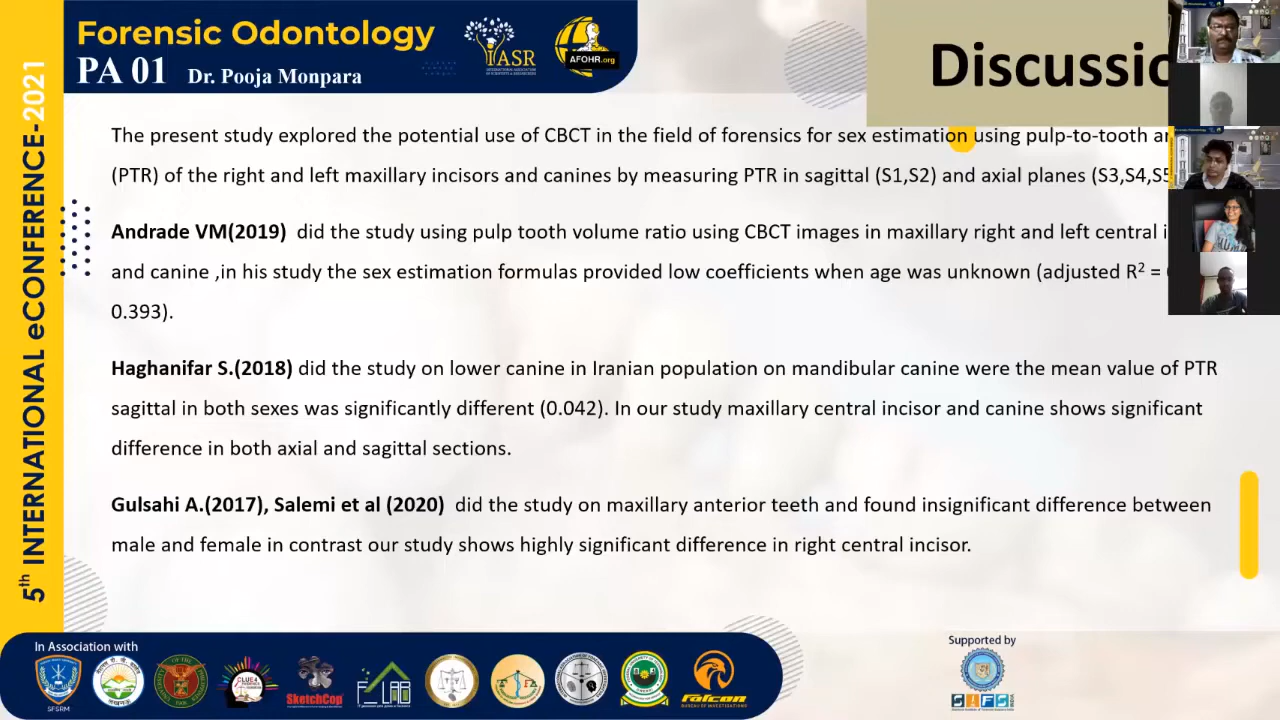 5th INTERNATIONAL eCONFERENCE-2021
Forensic Odontology
PA 01 Dr. Pooja Monpara
IASR
AFOHR.org
Discussio
The present study explored the potential use of CBCT in the field of forensics for sex estimation using pulp-to-tooth
(PTR) of the right and left maxillary incisors and canines by measuring PTR in sagittal (S1,S2) and axial planes (S3,S4,S5
Andrade VM(2019) did the study using pulp tooth volume ratio using CBCT images in maxillary right and left central
and canine ,in his study the sex estimation formulas provided low coefficients when age was unknown (adjusted R² =
0.393).
Haghanifar S.(2018) did the study on lower canine in Iranian population on mandibular canine were the mean value of PTR
sagittal in both sexes was significantly different (0.042). In our study maxillary central incisor and canine shows significant
difference in both axial and sagittal sections.
Gulsahi A.(2017), Salemi et al (2020) did the study on maxillary anterior teeth and found insignificant difference between
male and female in contrast our study shows highly significant difference in right central incisor.
In Association with
SFSRM
CLUE4
SketchCop
F LAB
Falcon
BUREAU OF INVESTIGATIONS
Supported by
SIFS
INDIA